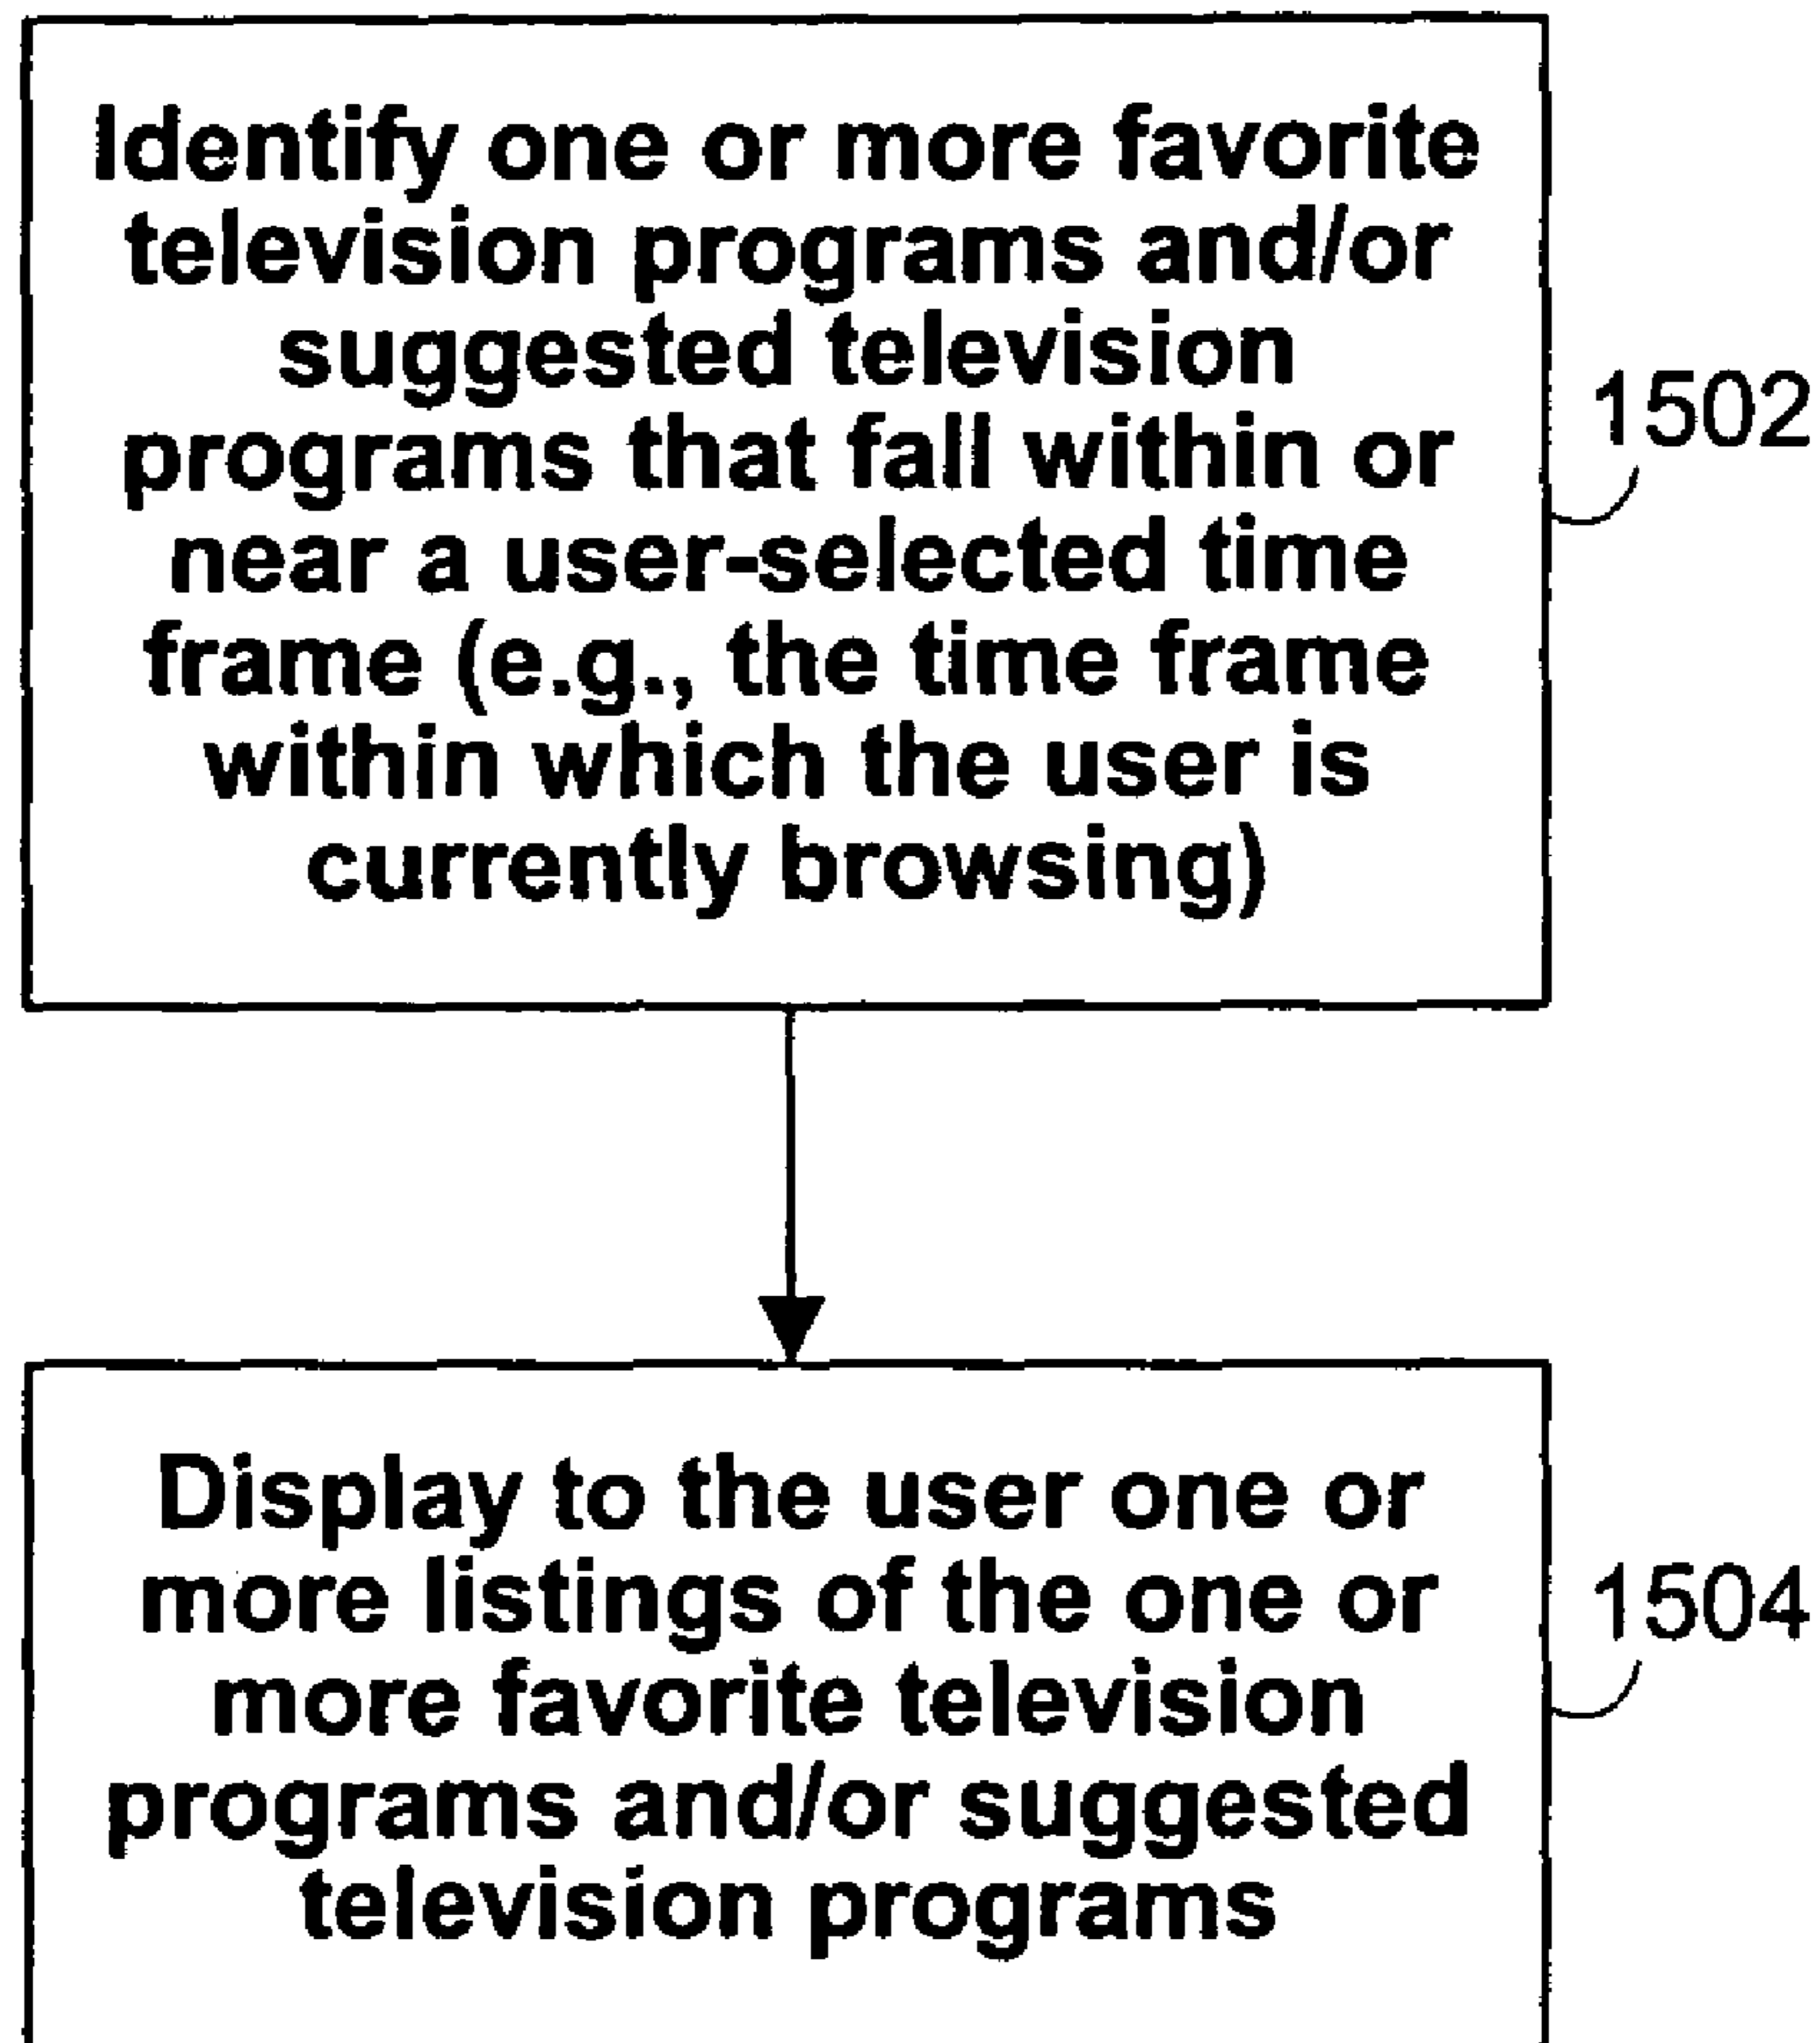 Identify one or more favorite
television programs and/or
suggested television
programs that fall within or
near a user-selected time
frame (e.g., the time frame
within which the user is
currently browsing)
1502
Display to the user one or
more listings of the one or
more favorite television
programs and/or suggested
television programs
1504